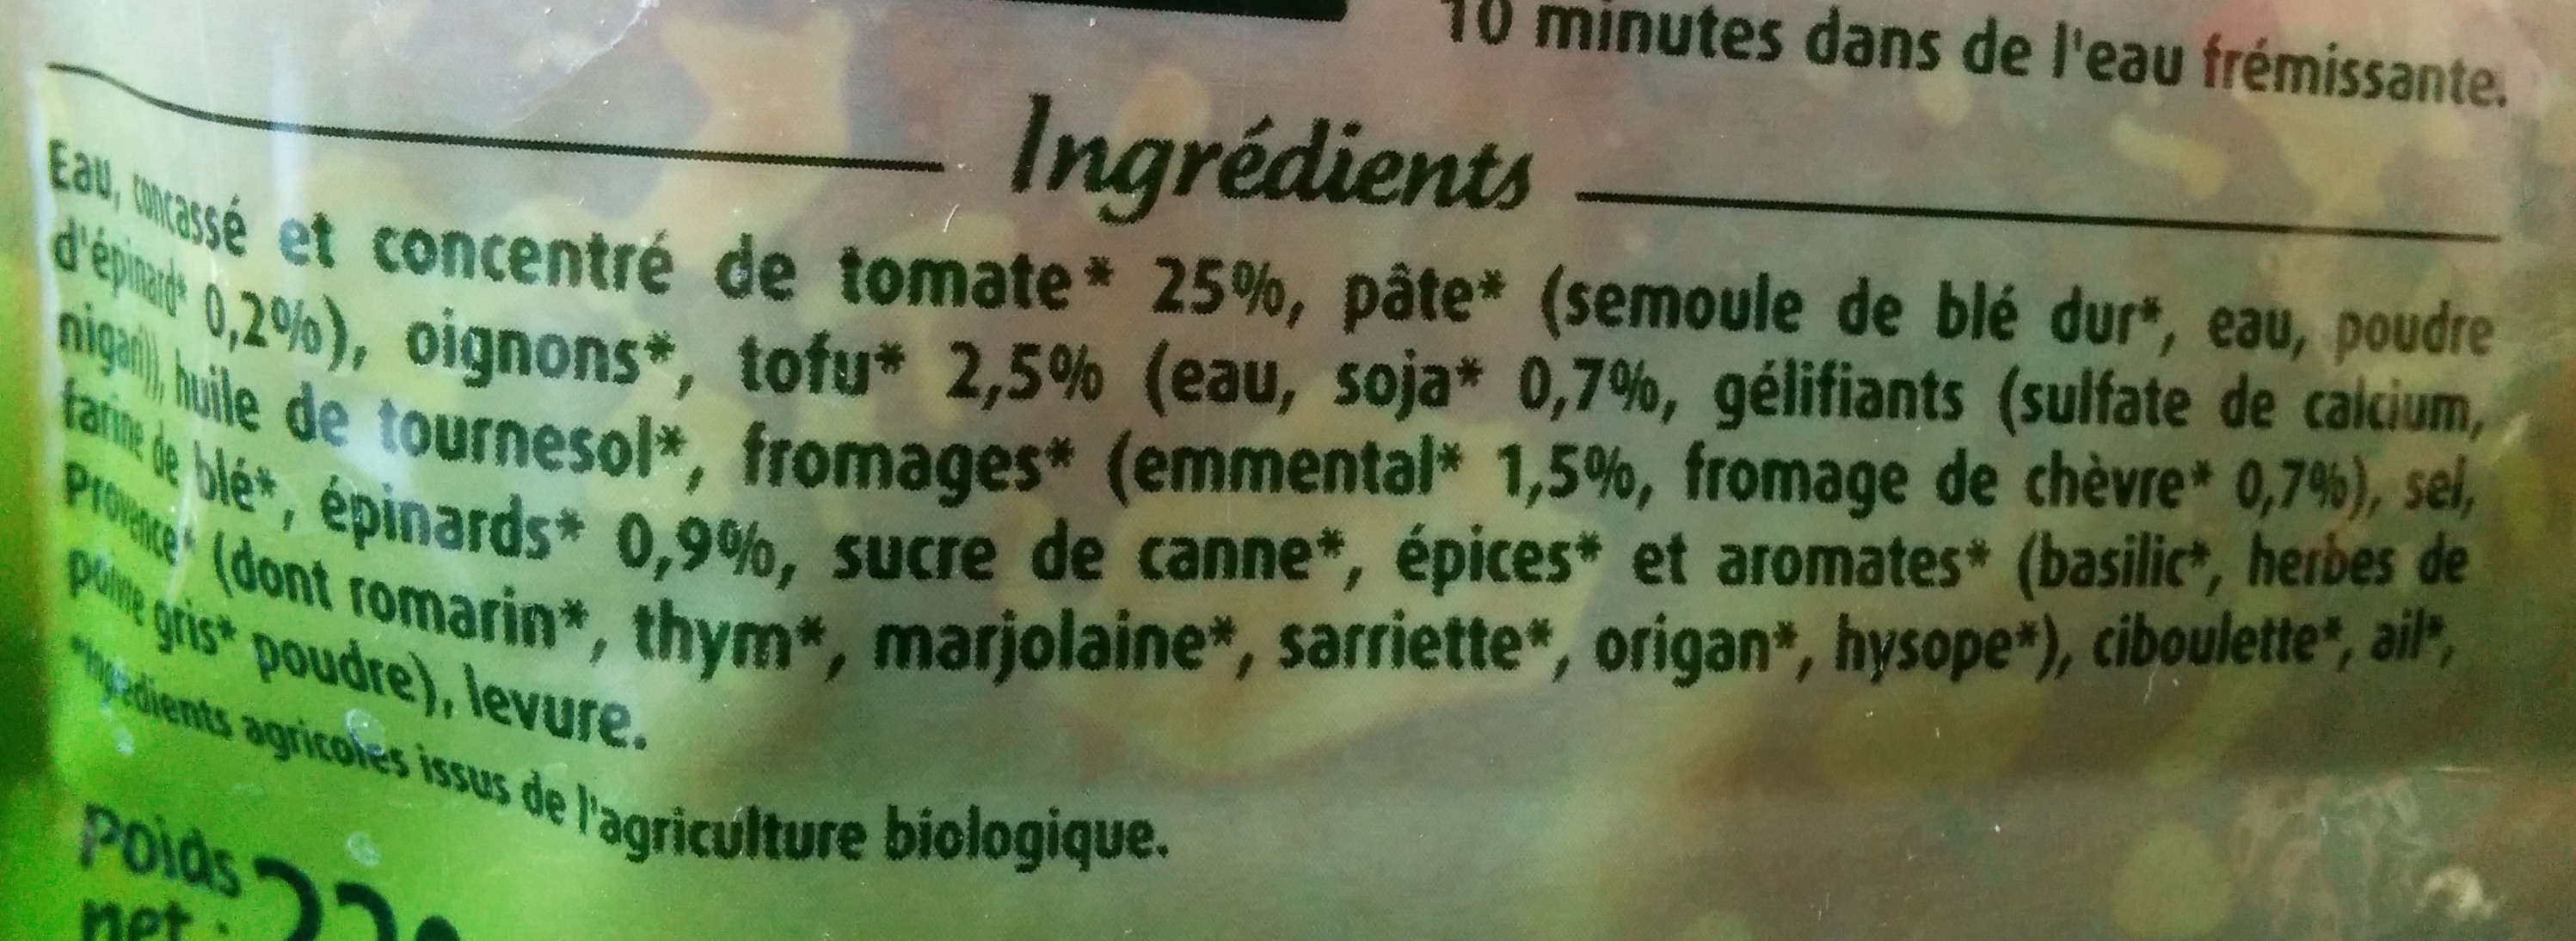 10 minutes dans de l'eau frémissante.
Ingrédients
Eau, concassé et concentré de tomate* 25%, pâte* (semoule de blé dur*, eau, poudre
d'épinard* 0,2%), oignons*, tofu* 2,5% (eau, soja* 0,7%, gélifiants (sulfate de calcium,
nigari)), huile de tournesol*, fromages* (emmental* 1,5%, fromage de chèvre* 0,7%), sel,
farine de blé*, épinards* 0,9%, sucre de canne*, épices* et aromates* (basilic*, herbes de
Provence* (dont romarin*, thym*, marjolaine*, sarriette*, origan*, hysope*), ciboulette*, ail*,
poivre gris* poudre), levure.
*Ingrédients agricoles issus de l'agriculture biologique.
Poids
net :